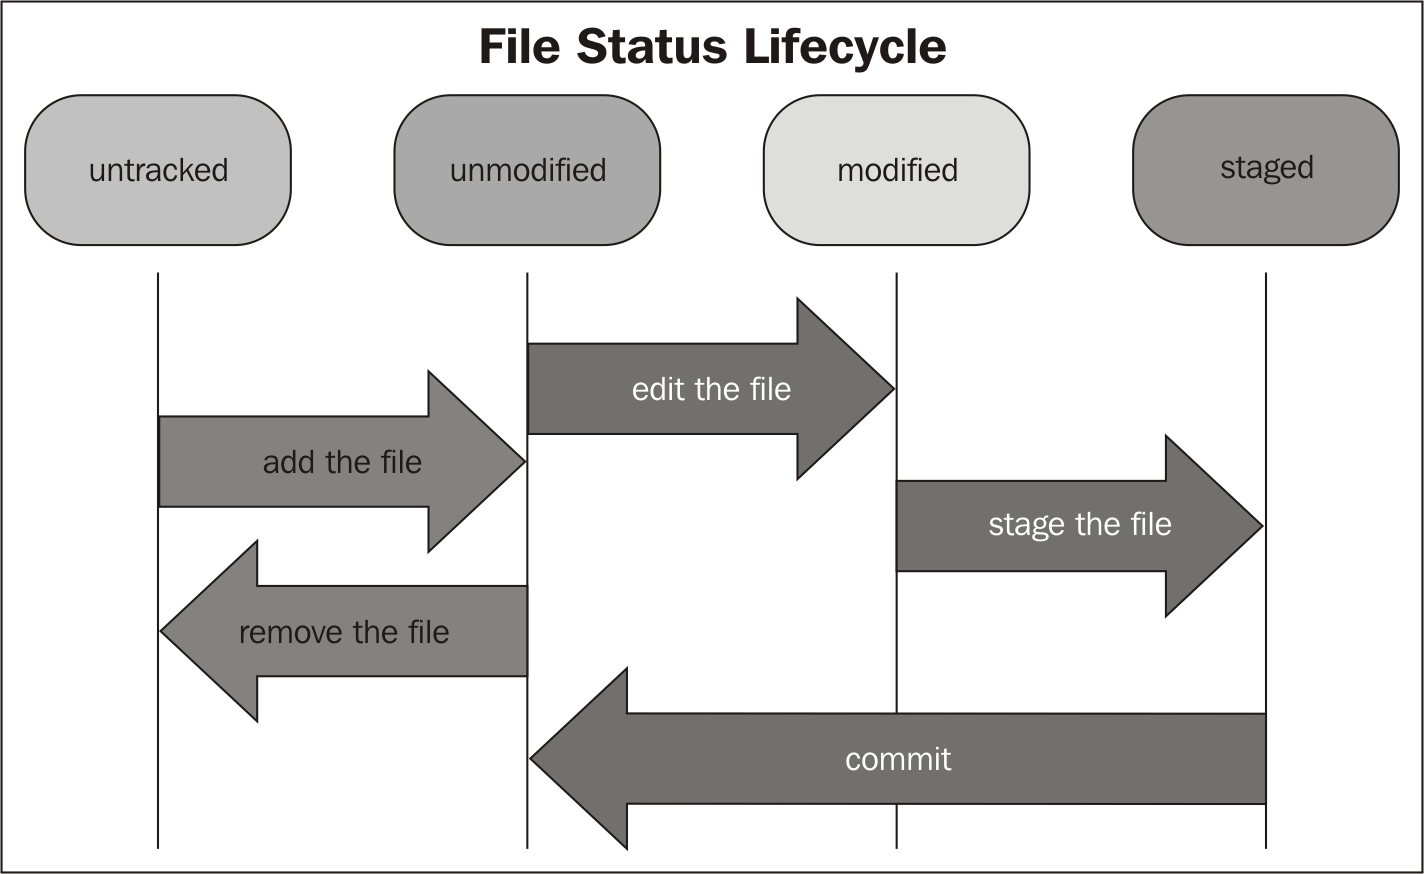 File Status Lifecycle
untracked
unmodified
modified
staged
edit the file
add the file
stage the file
remove the file
commit